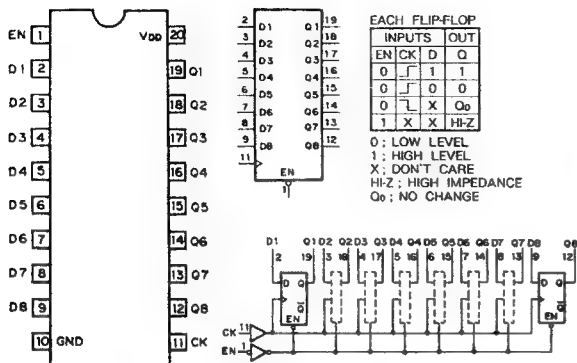 EN 1 VDD 20
D1 2 19 Q1
D2 3 18 Q2
D3 4 17 Q3
D4 5 16 Q4
D5 6 15 Q5
D6 7 14 Q6
D7 8 13 Q7
D8 9 12 Q8
10 GND 11 CK
2 D1 Q1 19
3 D2 Q2 18
4 D3 Q3 17
5 D4 Q4 16
6 D5 Q5 15
7 D6 Q6 14
8 D7 Q7 13
9 D8 Q8 12
11
EN
1
EACH FLIP-FLOP
INPUTS OUT
EN CK D Q
0 1 1
0 0 0
0 X Q0
1 X X HI-Z
0 ; LOW LEVEL
1 ; HIGH LEVEL
X ; DON'T CARE
HI-Z ; HIGH IMPEDANCE
Q0 ; NO CHANGE
D1 Q1 D2 Q2 D3 Q3 D4 Q4 D5 Q5 D6 Q6 D7 Q7 D8 Q8
2 19 3 18 4 17 5 16 6 15 7 14 8 13 9 12
D Q D Q
Q Q
EN EN
CK 11
EN 1